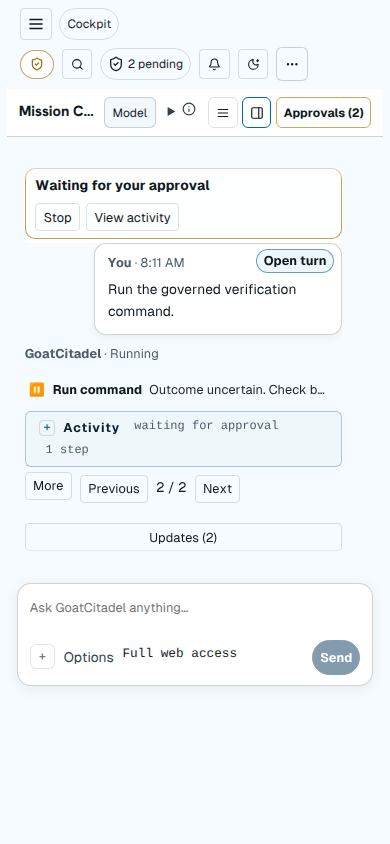 Cockpit
2 pending
Mission C...
Model
Approvals (2)
Waiting for your approval
Stop
View activity
You · 8:11 AM
Open turn
Run the governed verification
command.
GoatCitadel · Running
Run command Outcome uncertain. Check b...
+ Activity waiting for approval
1 step
More
Previous
2 / 2
Next
Updates (2)
Ask GoatCitadel anything...
+
Options
Full web access
Send